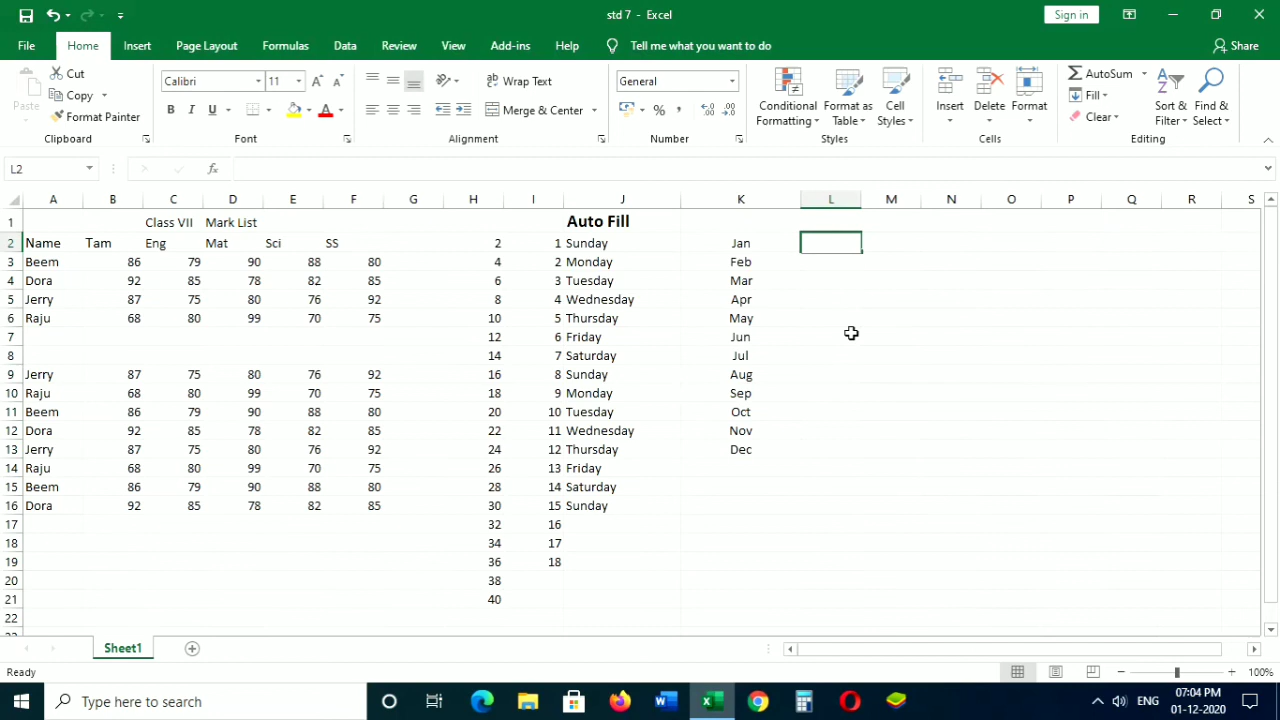 std 7 - Excel
Sign in
File Home Insert Page Layout Formulas Data Review View Add-ins Help Tell me what you want to do Share
Paste
Cut
Copy
Format Painter
Clipboard
Calibri 11
B I U
Font
Wrap Text
Merge & Center
Alignment
General
%
Number
Conditional Formatting
Format as Table
Cell Styles
Styles
Insert
Delete
Format
Cells
AutoSum
Fill
Clear
Sort & Filter
Find & Select
Editing
L2
fx
A B C D E F G H I J K L M N O P Q R S
1 Class VII Mark List Auto Fill
2 Name Tam Eng Mat Sci SS 2 1 Sunday Jan
3 Beem 86 79 90 88 80 4 2 Monday Feb
4 Dora 92 85 78 82 85 6 3 Tuesday Mar
5 Jerry 87 75 80 76 92 8 4 Wednesday Apr
6 Raju 68 80 99 70 75 10 5 Thursday May
7 12 6 Friday Jun
8 14 7 Saturday Jul
9 Jerry 87 75 80 76 92 16 8 Sunday Aug
10 Raju 68 80 99 70 75 18 9 Monday Sep
11 Beem 86 79 90 88 80 20 10 Tuesday Oct
12 Dora 92 85 78 82 85 22 11 Wednesday Nov
13 Jerry 87 75 80 76 92 24 12 Thursday Dec
14 Raju 68 80 99 70 75 26 13 Friday
15 Beem 86 79 90 88 80 28 14 Saturday
16 Dora 92 85 78 82 85 30 15 Sunday
17 32 16
18 34 17
19 36 18
20 38
21 40
22
Sheet1
Ready
100%
Type here to search
ENG
07:04 PM
01-12-2020